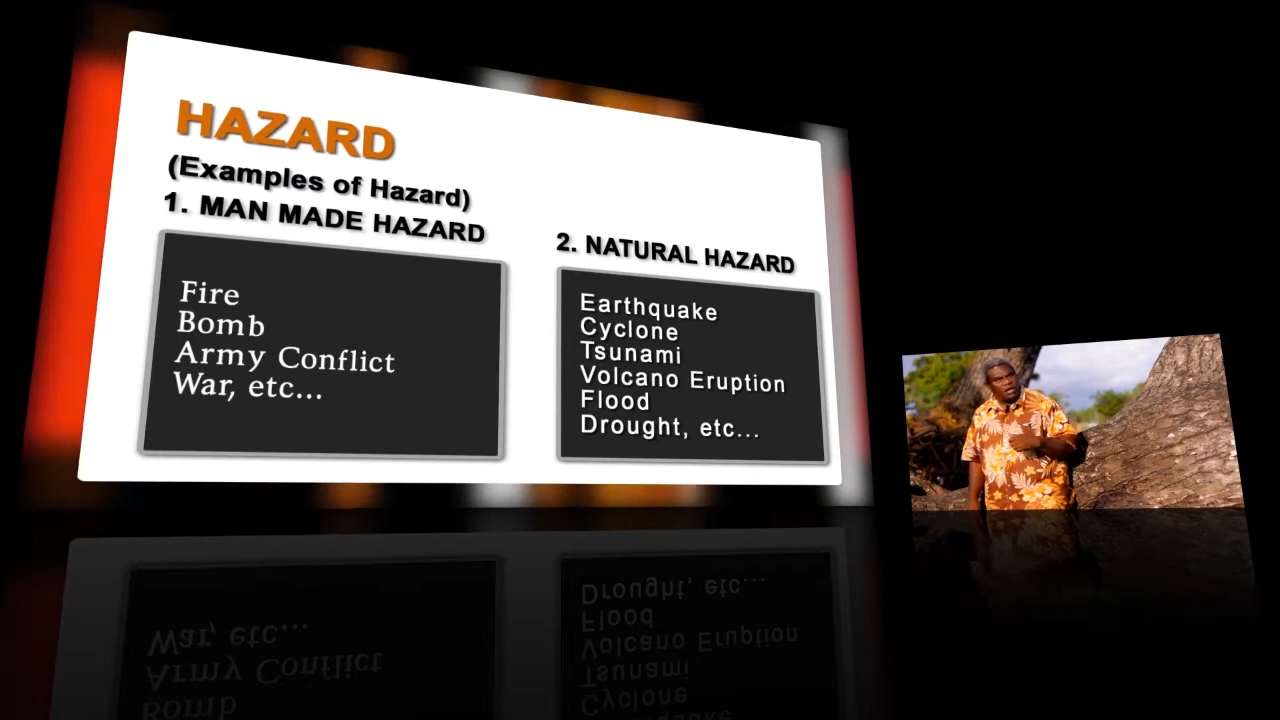 HAZARD
(Examples of Hazard)
1. MAN MADE HAZARD
Fire
Bomb
Army Conflict
War, etc...
2. NATURAL HAZARD
Earthquake
Cyclone
Tsunami
Volcano Eruption
Flood
Drought, etc...